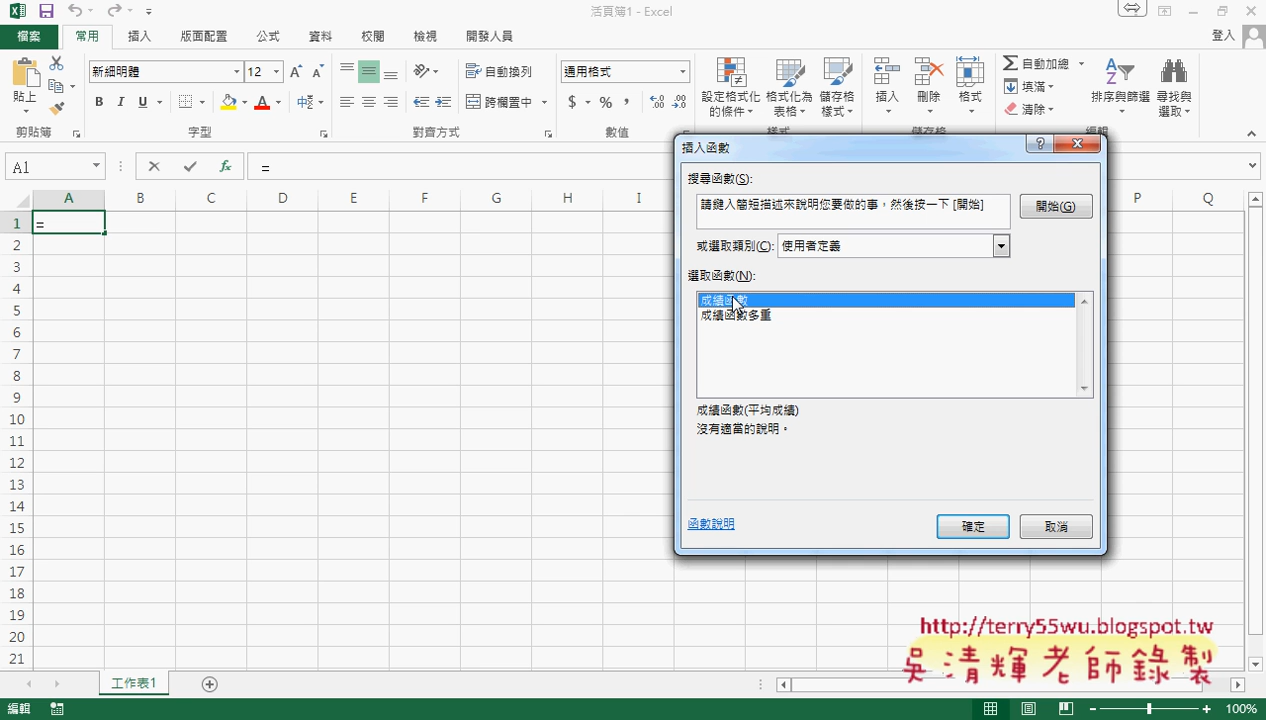 活頁簿1 - Excel
檔案 常用 插入 版面配置 公式 資料 校閱 檢視 開發人員 登入
貼上 新細明體 12 自動換列 通用格式 設定格式化的條件 格式化為表格 儲存格樣式 插入 刪除 格式 自動加總 填滿 清除 排序與篩選 尋找與選取
B I U 跨欄置中 $ % ,
剪貼簿 字型 對齊方式 數值 樣式 儲存格 編輯
A1 fx =
A B C D E F G H I P Q
1 =
2
3
4
5
6
7
8
9
10
11
12
13
14
15
16
17
18
19
20
21
插入函數
搜尋函數(S):
請鍵入簡短描述來說明您要做的事，然後按一下 [開始]
開始(G)
或選取類別(C): 使用者定義
選取函數(N):
成績函數
成績函數多重
成績函數(平均成績)
沒有適當的說明。
函數說明 確定 取消
http://terry55wu.blogspot.tw
吳清輝老師錄製
工作表1
編輯 100%